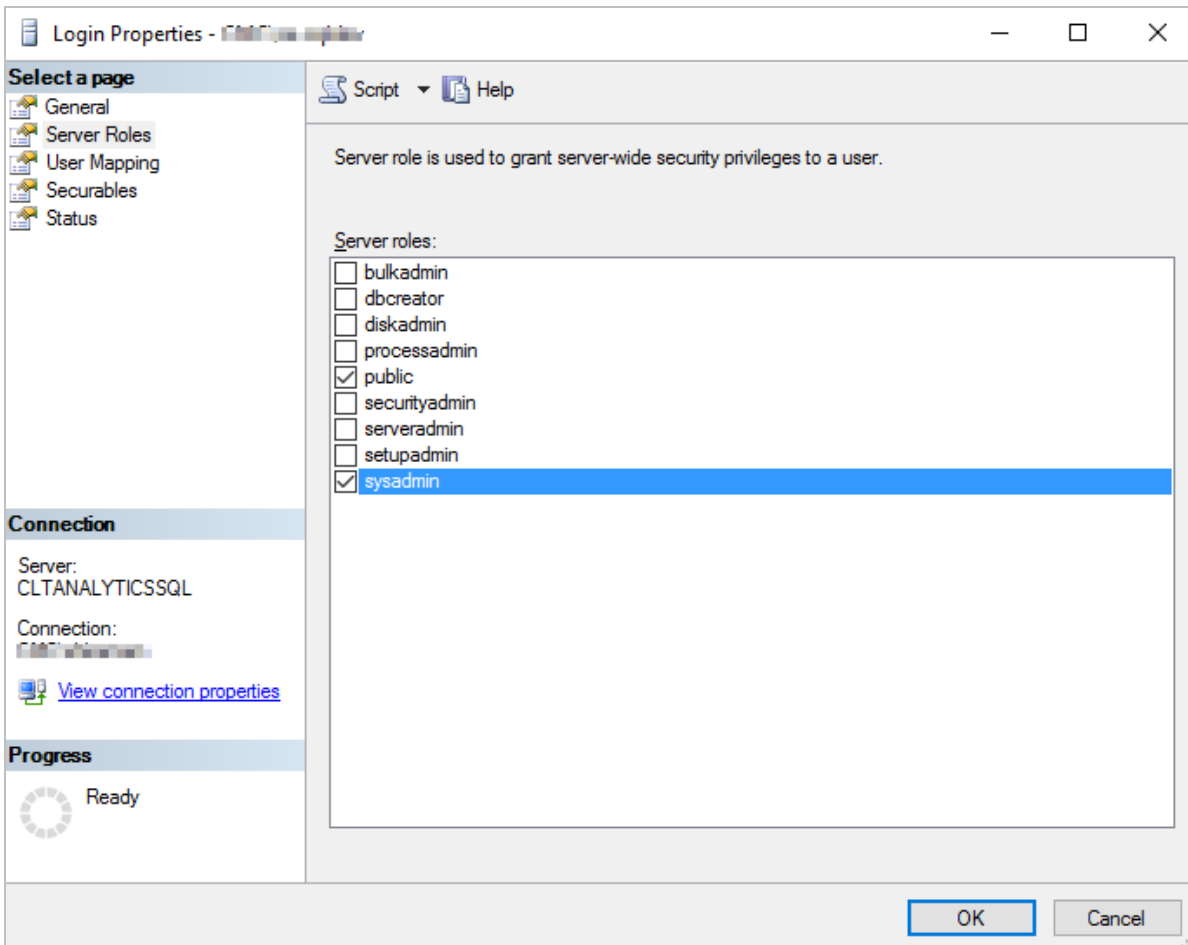 Login Properties -
Select a page
General
Server Roles
User Mapping
Securables
Status
Script Help
Server role is used to grant server-wide security privileges to a user.
Server roles:
bulkadmin
dbcreator
diskadmin
processadmin
public
securityadmin
serveradmin
setupadmin
sysadmin
Connection
Server:
CLTANALYTICSSQL
Connection:
View connection properties
Progress
Ready
OK Cancel